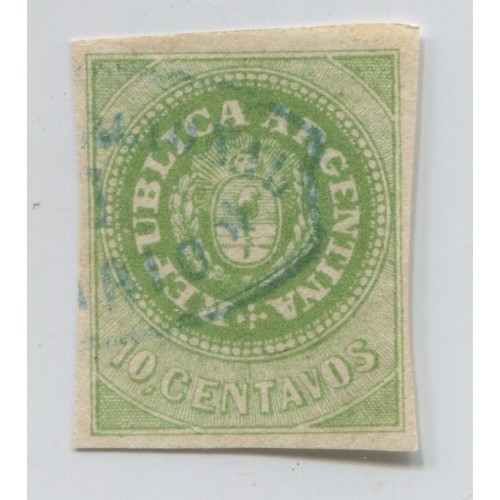 REPUBLICA ARGENTINA
10, CENTAVOS